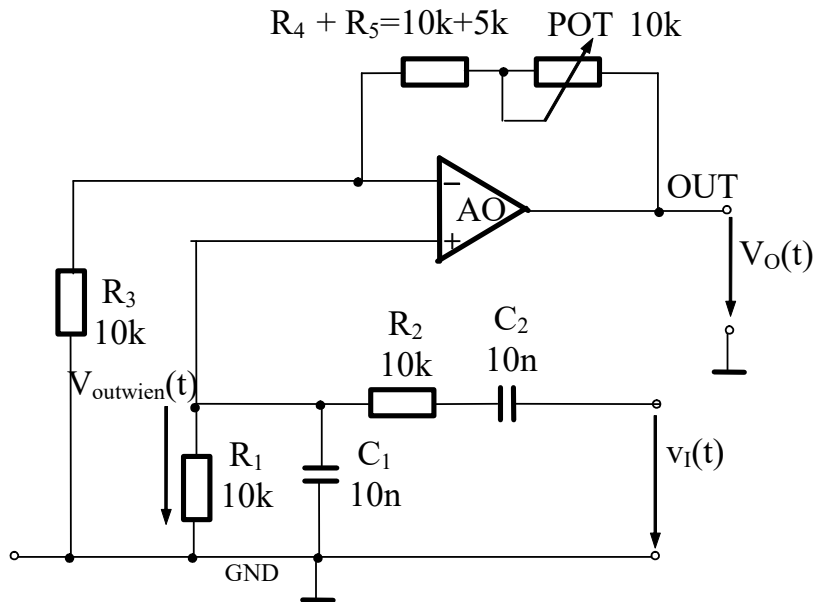 R4 + R5=10k+5k
POT 10k
−
AO
+
OUT
VO(t)
R3
10k
R2
10k
C2
10n
Voutwien(t)
R1
10k
C1
10n
vI(t)
GND